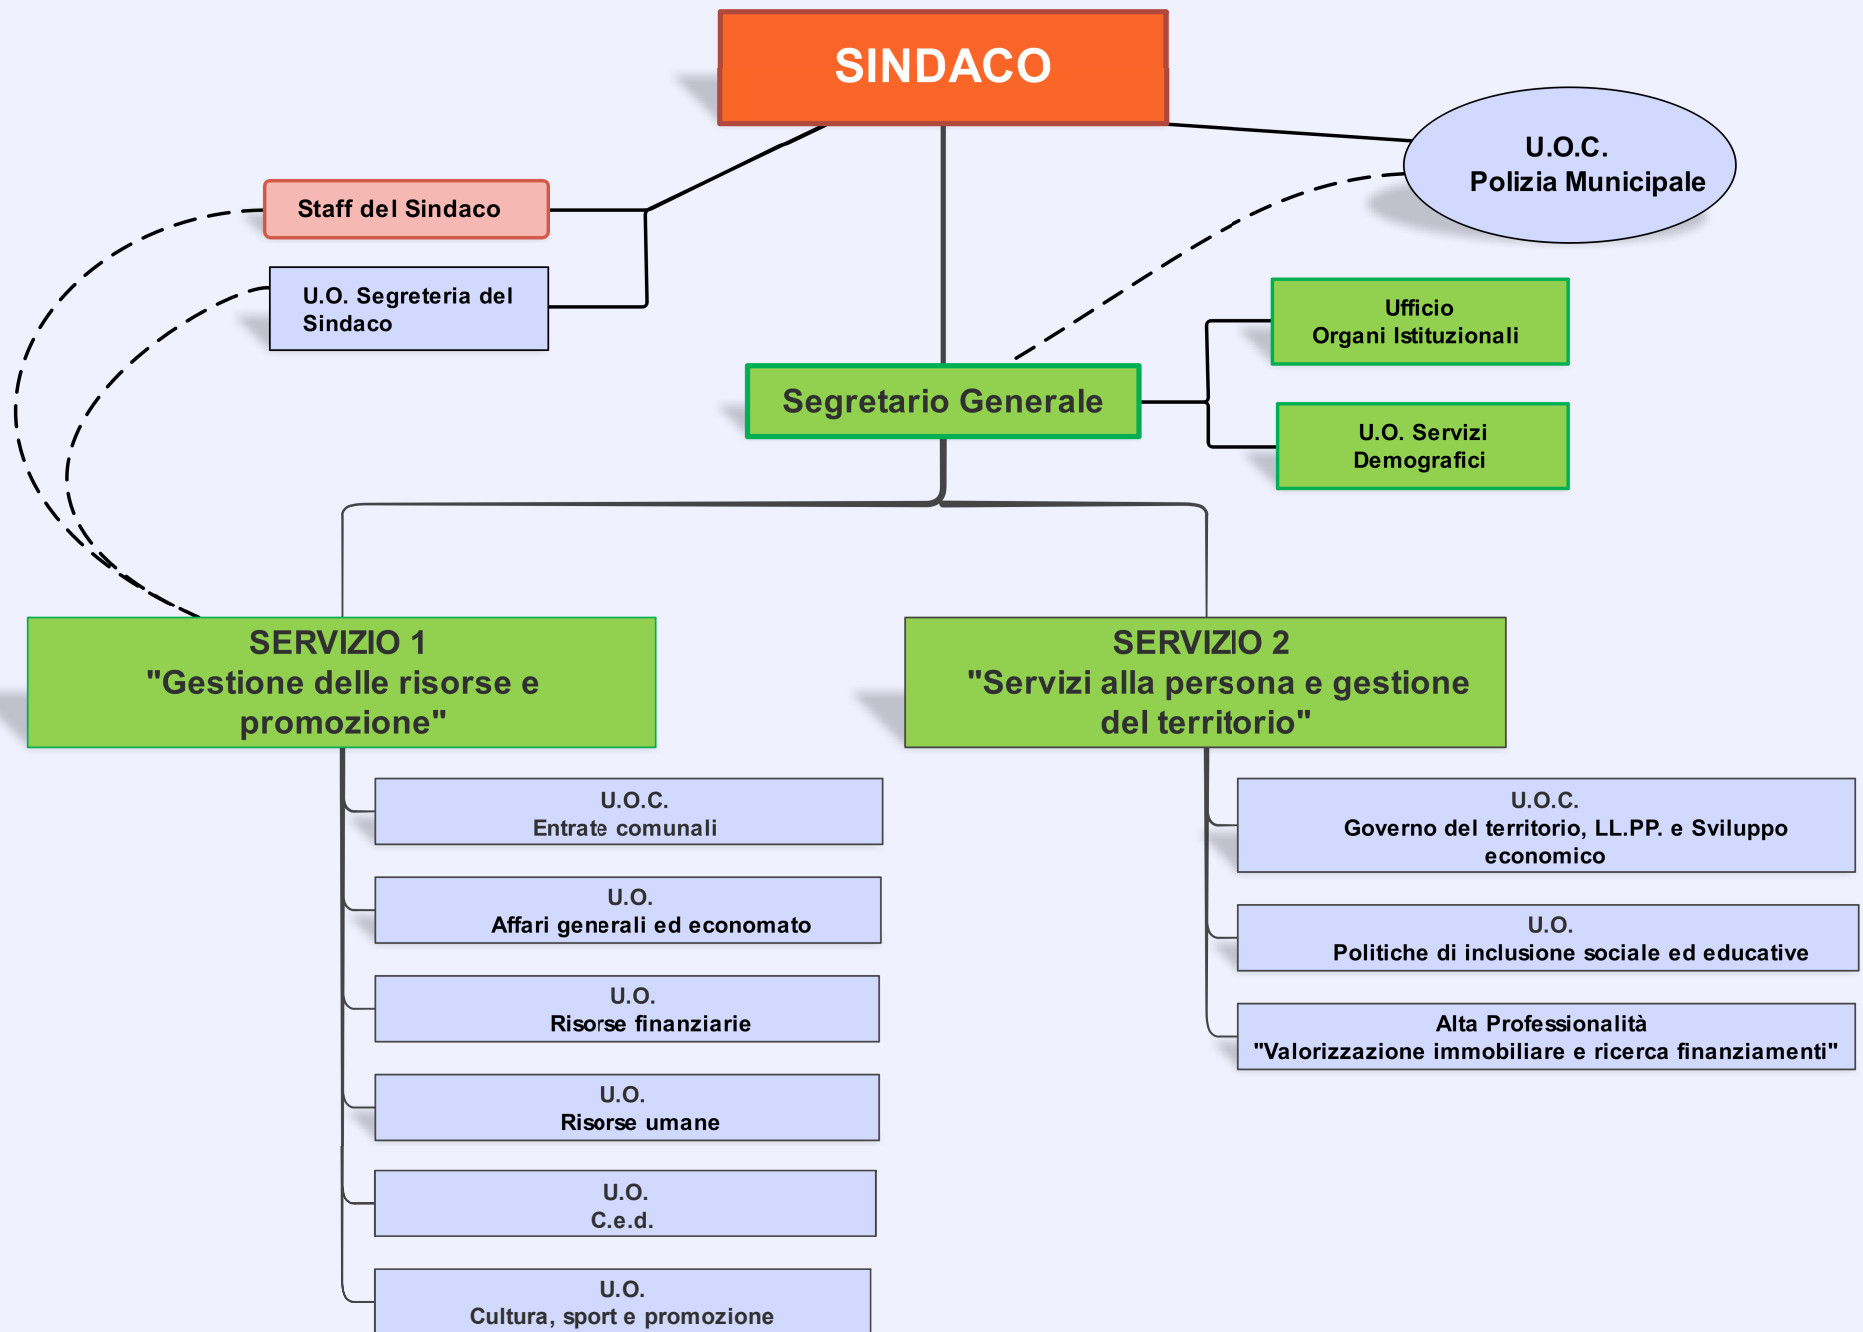 SINDACO
U.O.C.
Polizia Municipale
Staff del Sindaco
U.O. Segreteria del
Sindaco
Ufficio
Organi Istituzionali
Segretario Generale
U.O. Servizi
Demografici
SERVIZIO 1
"Gestione delle risorse e
promozione"
SERVIZIO 2
"Servizi alla persona e gestione
del territorio"
U.O.C.
Entrate comunali
U.O.
Affari generali ed economato
U.O.
Risorse finanziarie
U.O.
Risorse umane
U.O.
C.e.d.
U.O.
Cultura, sport e promozione
U.O.C.
Governo del territorio, LL.PP. e Sviluppo
economico
U.O.
Politiche di inclusione sociale ed educative
Alta Professionalità
"Valorizzazione immobiliare e ricerca finanziamenti"